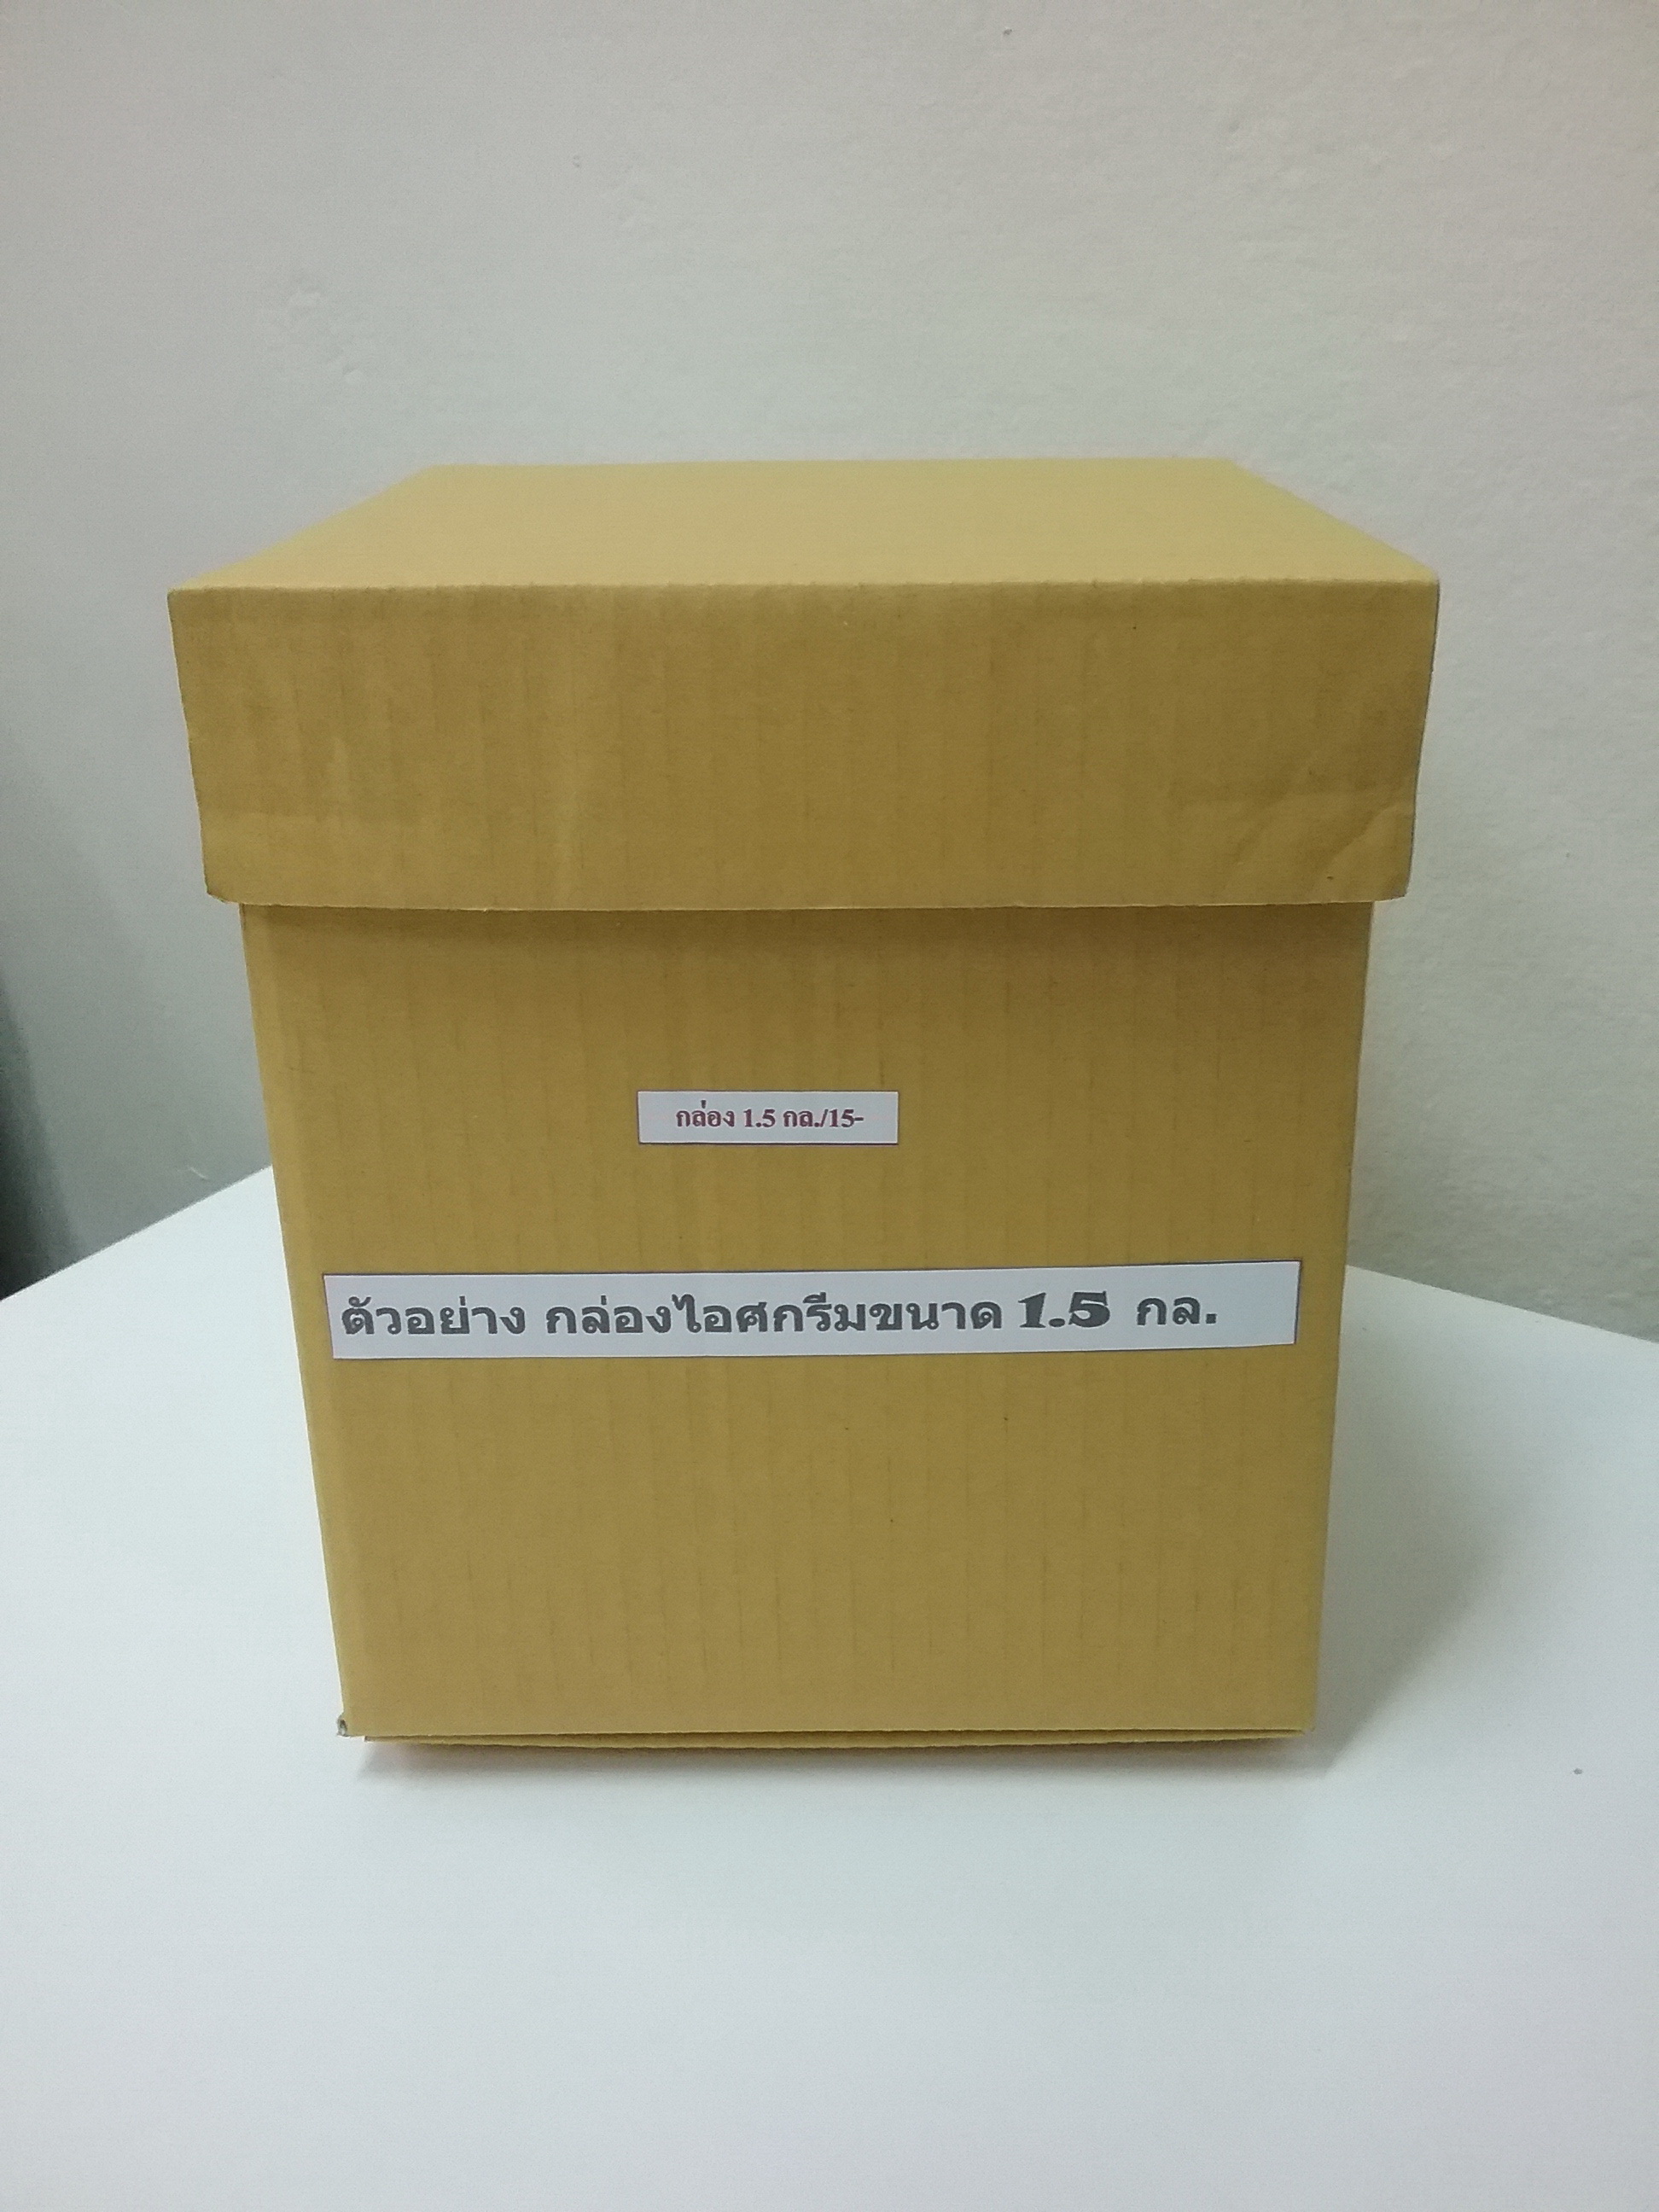 กล่อง 1.5 กล./15-
ตัวอย่าง กล่องไอศกรีมขนาด 1.5 กล.